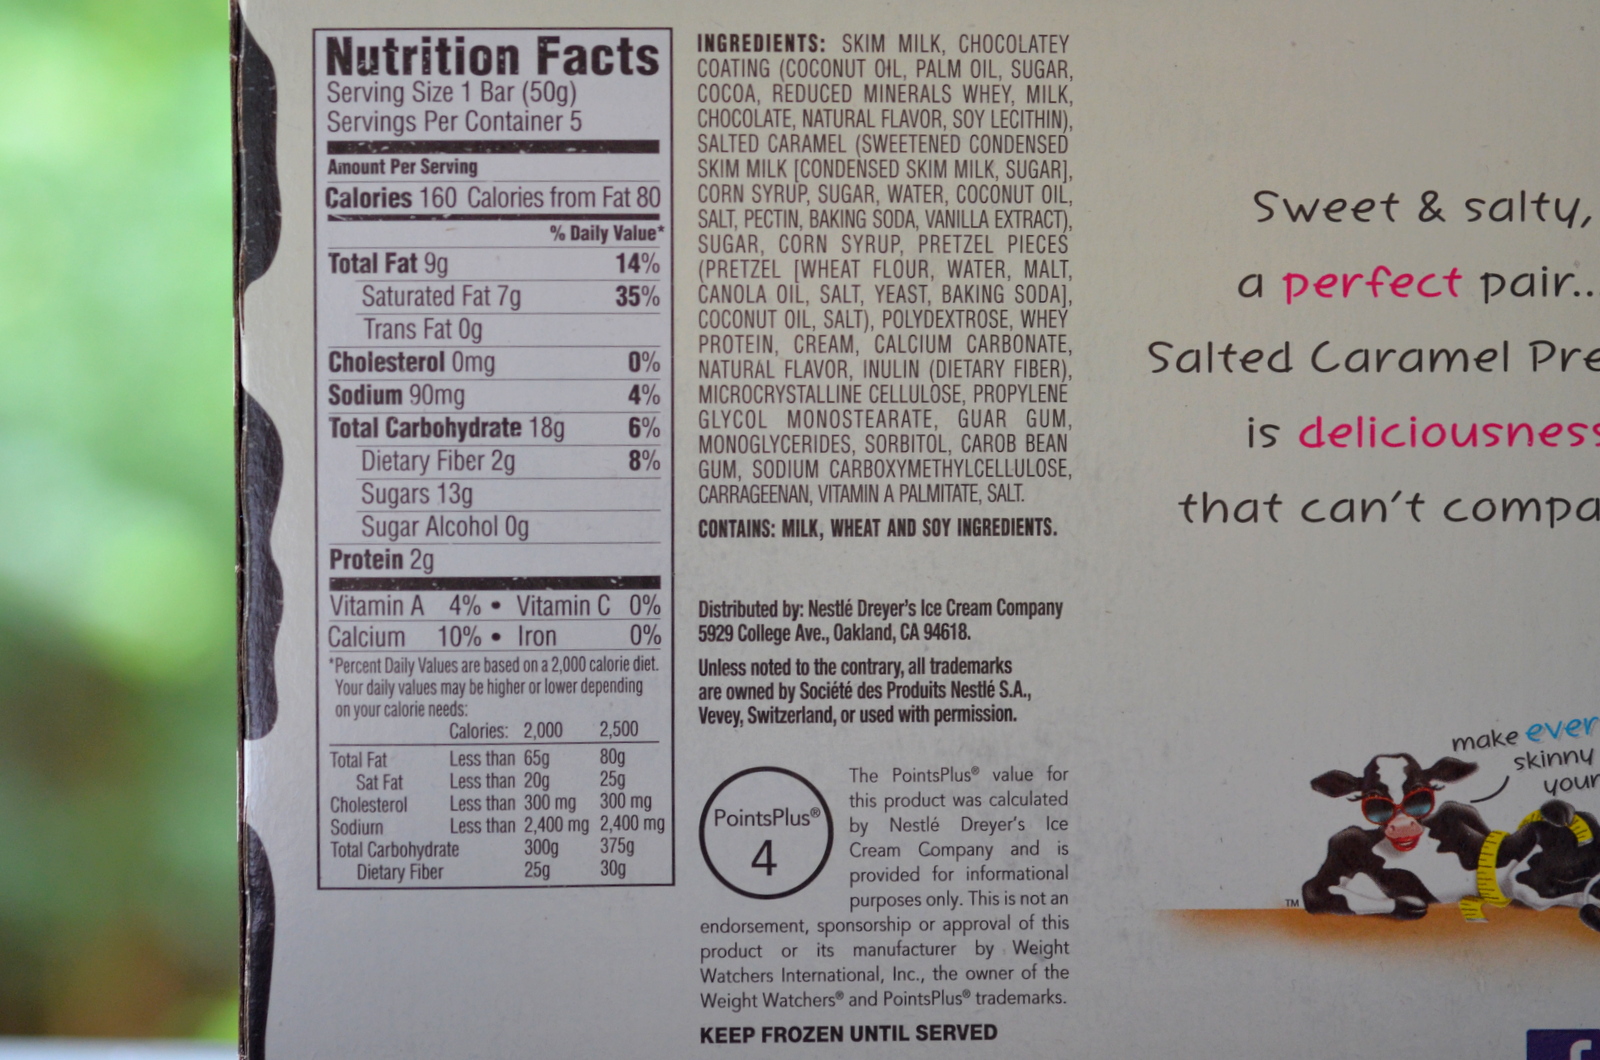 Nutrition Facts
Serving Size 1 Bar (50g)
Servings Per Container 5
Amount Per Serving
Calories 160 Calories from Fat 80
% Daily Value*
Total Fat 9g 14%
Saturated Fat 7g 35%
Trans Fat 0g
Cholesterol 0mg 0%
Sodium 90mg 4%
Total Carbohydrate 18g 6%
Dietary Fiber 2g 8%
Sugars 13g
Sugar Alcohol 0g
Protein 2g
Vitamin A 4% • Vitamin C 0%
Calcium 10% • Iron 0%
*Percent Daily Values are based on a 2,000 calorie diet.
Your daily values may be higher or lower depending
on your calorie needs:
Calories: 2,000 2,500
Total Fat Less than 65g 80g
Sat Fat Less than 20g 25g
Cholesterol Less than 300 mg 300 mg
Sodium Less than 2,400 mg 2,400 mg
Total Carbohydrate 300g 375g
Dietary Fiber 25g 30g
INGREDIENTS: SKIM MILK, CHOCOLATEY
COATING (COCONUT OIL, PALM OIL, SUGAR,
COCOA, REDUCED MINERALS WHEY, MILK,
CHOCOLATE, NATURAL FLAVOR, SOY LECITHIN),
SALTED CARAMEL (SWEETENED CONDENSED
SKIM MILK [CONDENSED SKIM MILK, SUGAR],
CORN SYRUP, SUGAR, WATER, COCONUT OIL,
SALT, PECTIN, BAKING SODA, VANILLA EXTRACT),
SUGAR, CORN SYRUP, PRETZEL PIECES
(PRETZEL [WHEAT FLOUR, WATER, MALT,
CANOLA OIL, SALT, YEAST, BAKING SODA],
COCONUT OIL, SALT), POLYDEXTROSE, WHEY
PROTEIN, CREAM, CALCIUM CARBONATE,
NATURAL FLAVOR, INULIN (DIETARY FIBER),
MICROCRYSTALLINE CELLULOSE, PROPYLENE
GLYCOL MONOSTEARATE, GUAR GUM,
MONOGLYCERIDES, SORBITOL, CAROB BEAN
GUM, SODIUM CARBOXYMETHYLCELLULOSE,
CARRAGEENAN, VITAMIN A PALMITATE, SALT.
CONTAINS: MILK, WHEAT AND SOY INGREDIENTS.
Distributed by: Nestlé Dreyer's Ice Cream Company
5929 College Ave., Oakland, CA 94618.
Unless noted to the contrary, all trademarks
are owned by Société des Produits Nestlé S.A.,
Vevey, Switzerland, or used with permission.
PointsPlus®
4
The PointsPlus® value for
this product was calculated
by Nestlé Dreyer's Ice
Cream Company and is
provided for informational
purposes only. This is not an
endorsement, sponsorship or approval of this
product or its manufacturer by Weight
Watchers International, Inc., the owner of the
Weight Watchers® and PointsPlus® trademarks.
KEEP FROZEN UNTIL SERVED
Sweet & salty,
a perfect pair...
Salted Caramel Pre
is deliciousness
that can't compa
make ever
skinny
your
TM
f